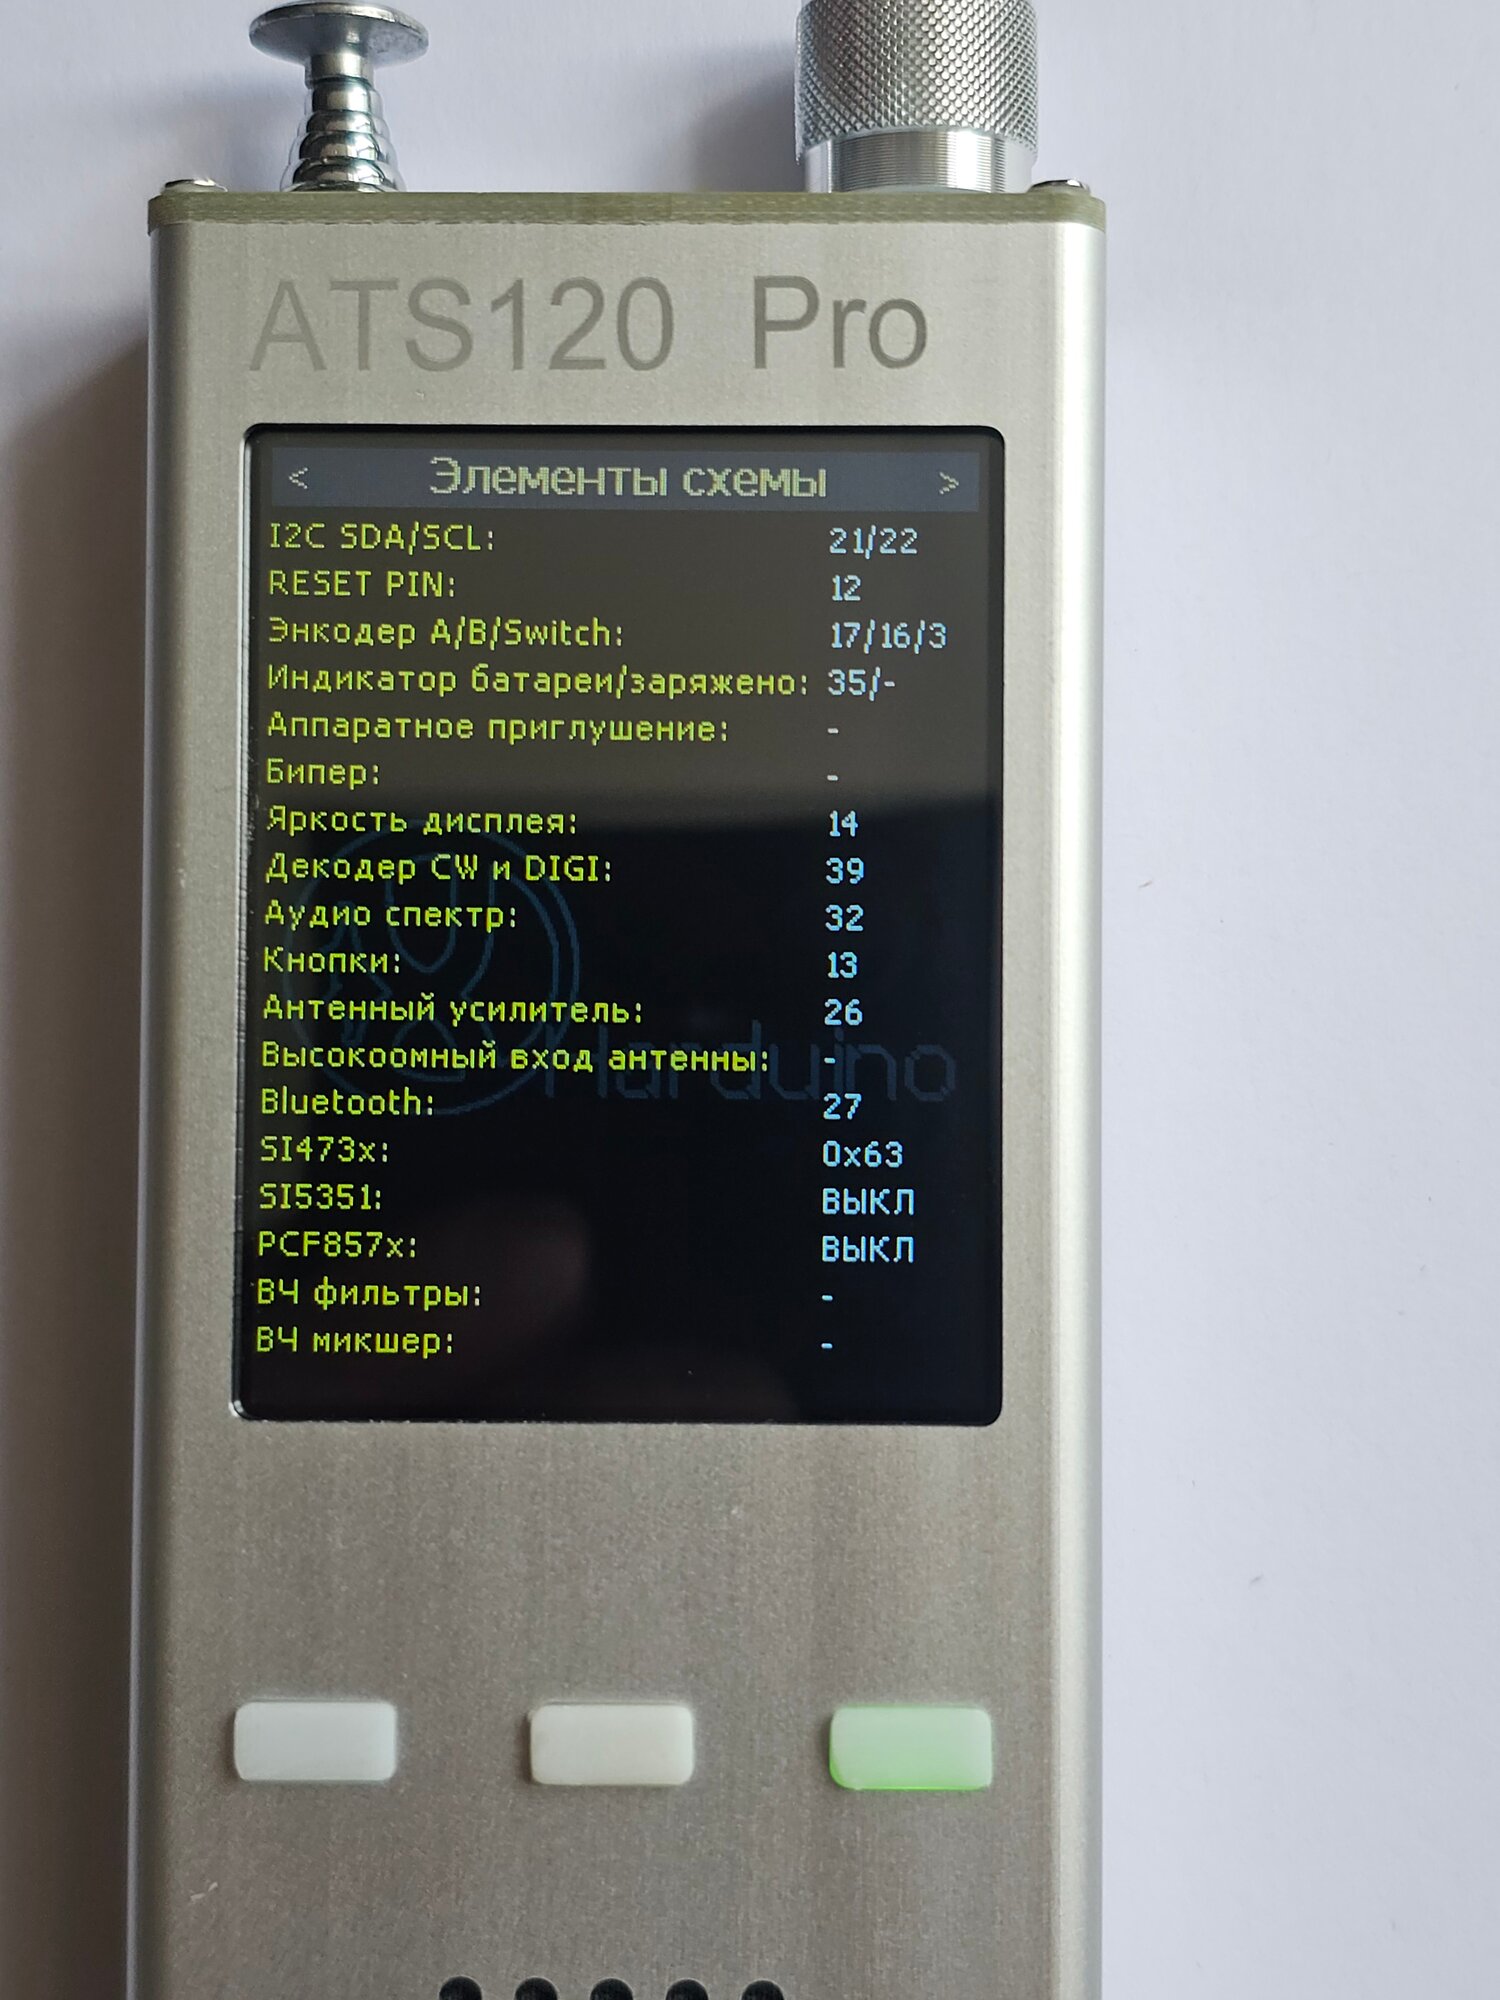 ATS120 Pro
< Элементы схемы >
I2C SDA/SCL: 21/22
RESET PIN: 12
Энкодер A/B/Switch: 17/16/3
Индикатор батареи/заряжено: 35/-
Аппаратное приглушение: -
Бипер: -
Яркость дисплея: 14
Декодер CW и DIGI: 39
Аудио спектр: 32
Кнопки: 13
Антенный усилитель: 26
Высокоомный вход антенны: -
Harduino
Bluetooth: 27
SI473x: 0x63
SI5351: ВЫКЛ
PCF857x: ВЫКЛ
ВЧ фильтры: -
ВЧ микшер: -